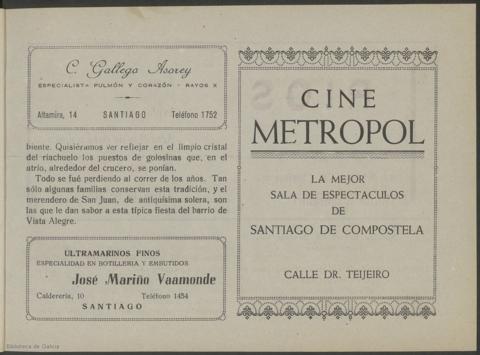 C. Gallego Asorey
ESPECIALISTA PULMÓN Y CORAZÓN - RAYOS X
Altamira, 14 SANTIAGO Teléfono 1752
biente. Quisiéramos ver reflejar en el limpio cristal
del riachuelo los puestos de golosinas que, en el
atrio, alrededor del crucero, se ponían.
Todo se fué perdiendo al correr de los años. Tan
sólo algunas familias conservan esta tradición, y el
merendero de San Juan, de antiquísima solera, son
las que le dan sabor a esta típica fiesta del barrio de
Vista Alegre.
ULTRAMARINOS FINOS
ESPECIALIDAD EN BOTILLERIA Y EMBUTIDOS
José Mariño Vaamonde
Calderería, 10 Teléfono 1454
SANTIAGO
CINE
METROPOL
LA MEJOR
SALA DE ESPECTACULOS
DE
SANTIAGO DE COMPOSTELA
CALLE DR. TEIJEIRO
Biblioteca de Galicia